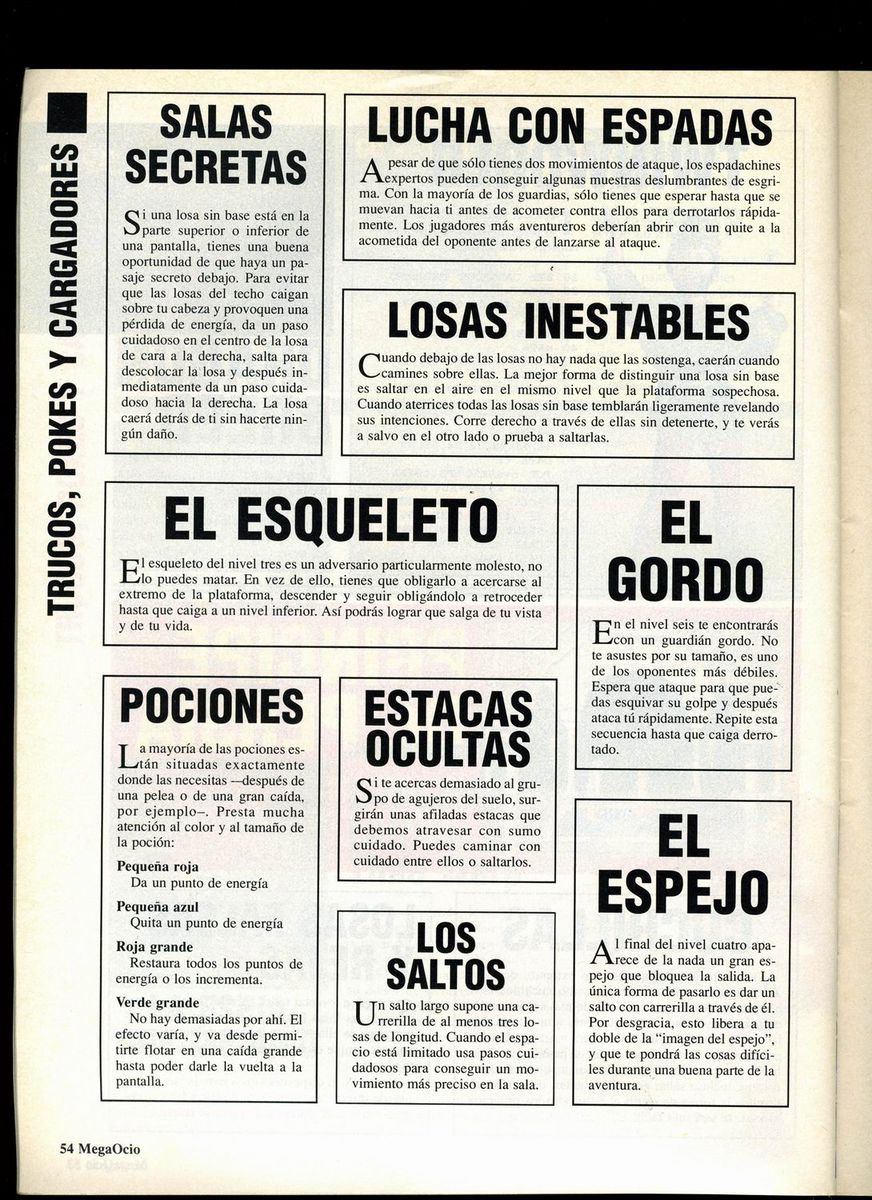 TRUCOS, POKES Y CARGADORES
SALAS
SECRETAS
Si una losa sin base está en la
parte superior o inferior de
una pantalla, tienes una buena
oportunidad de que haya un pa-
saje secreto debajo. Para evitar
que las losas del techo caigan
sobre tu cabeza y provoquen una
pérdida de energía, da un paso
cuidadoso en el centro de la losa
de cara a la derecha, salta para
descolocar la losa y después in-
mediatamente da un paso cuida-
doso hacia la derecha. La losa
caerá detrás de ti sin hacerte nin-
gún daño.
LUCHA CON ESPADAS
A pesar de que sólo tienes dos movimientos de ataque, los espadachines
expertos pueden conseguir algunas muestras deslumbrantes de esgri-
ma. Con la mayoría de los guardias, sólo tienes que esperar hasta que se
muevan hacia ti antes de acometer contra ellos para derrotarlos rápida-
mente. Los jugadores más aventureros deberían abrir con un quite a la
acometida del oponente antes de lanzarse al ataque.
LOSAS INESTABLES
Cuando debajo de las losas no hay nada que las sostenga, caerán cuando
camines sobre ellas. La mejor forma de distinguir una losa sin base
es saltar en el aire en el mismo nivel que la plataforma sospechosa.
Cuando aterrices todas las losas sin base temblarán ligeramente revelando
sus intenciones. Corre derecho a través de ellas sin detenerte, y te verás
a salvo en el otro lado o prueba a saltarlas.
EL ESQUELETO
El esqueleto del nivel tres es un adversario particularmente molesto, no
lo puedes matar. En vez de ello, tienes que obligarlo a acercarse al
extremo de la plataforma, descender y seguir obligándolo a retroceder
hasta que caiga a un nivel inferior. Así podrás lograr que salga de tu vista
y de tu vida.
EL
GORDO
En el nivel seis te encontrarás
con un guardián gordo. No
te asustes por su tamaño, es uno
de los oponentes más débiles.
Espera que ataque para que pue-
das esquivar su golpe y después
ataca tú rápidamente. Repite esta
secuencia hasta que caiga derro-
tado.
POCIONES
La mayoría de las pociones es-
tán situadas exactamente
donde las necesitas —después de
una pelea o de una gran caída,
por ejemplo–. Presta mucha
atención al color y al tamaño de
la poción:
Pequeña roja
Da un punto de energía
Pequeña azul
Quita un punto de energía
Roja grande
Restaura todos los puntos de
energía o los incrementa.
Verde grande
No hay demasiadas por ahí. El
efecto varía, y va desde permi-
tirte flotar en una caída grande
hasta poder darle la vuelta a la
pantalla.
ESTACAS
OCULTAS
Si te acercas demasiado al gru-
po de agujeros del suelo, sur-
girán unas afiladas estacas que
debemos atravesar con sumo
cuidado. Puedes caminar con
cuidado entre ellos o saltarlos.
LOS
SALTOS
Un salto largo supone una ca-
rrerilla de al menos tres lo-
sas de longitud. Cuando el espa-
cio está limitado usa pasos cui-
dadosos para conseguir un mo-
vimiento más preciso en la sala.
EL
ESPEJO
Al final del nivel cuatro apa-
rece de la nada un gran es-
pejo que bloquea la salida. La
única forma de pasarlo es dar un
salto con carrerilla a través de él.
Por desgracia, esto libera a tu
doble de la “imagen del espejo”,
y que te pondrá las cosas difíci-
les durante una buena parte de la
aventura.
54 MegaOcio